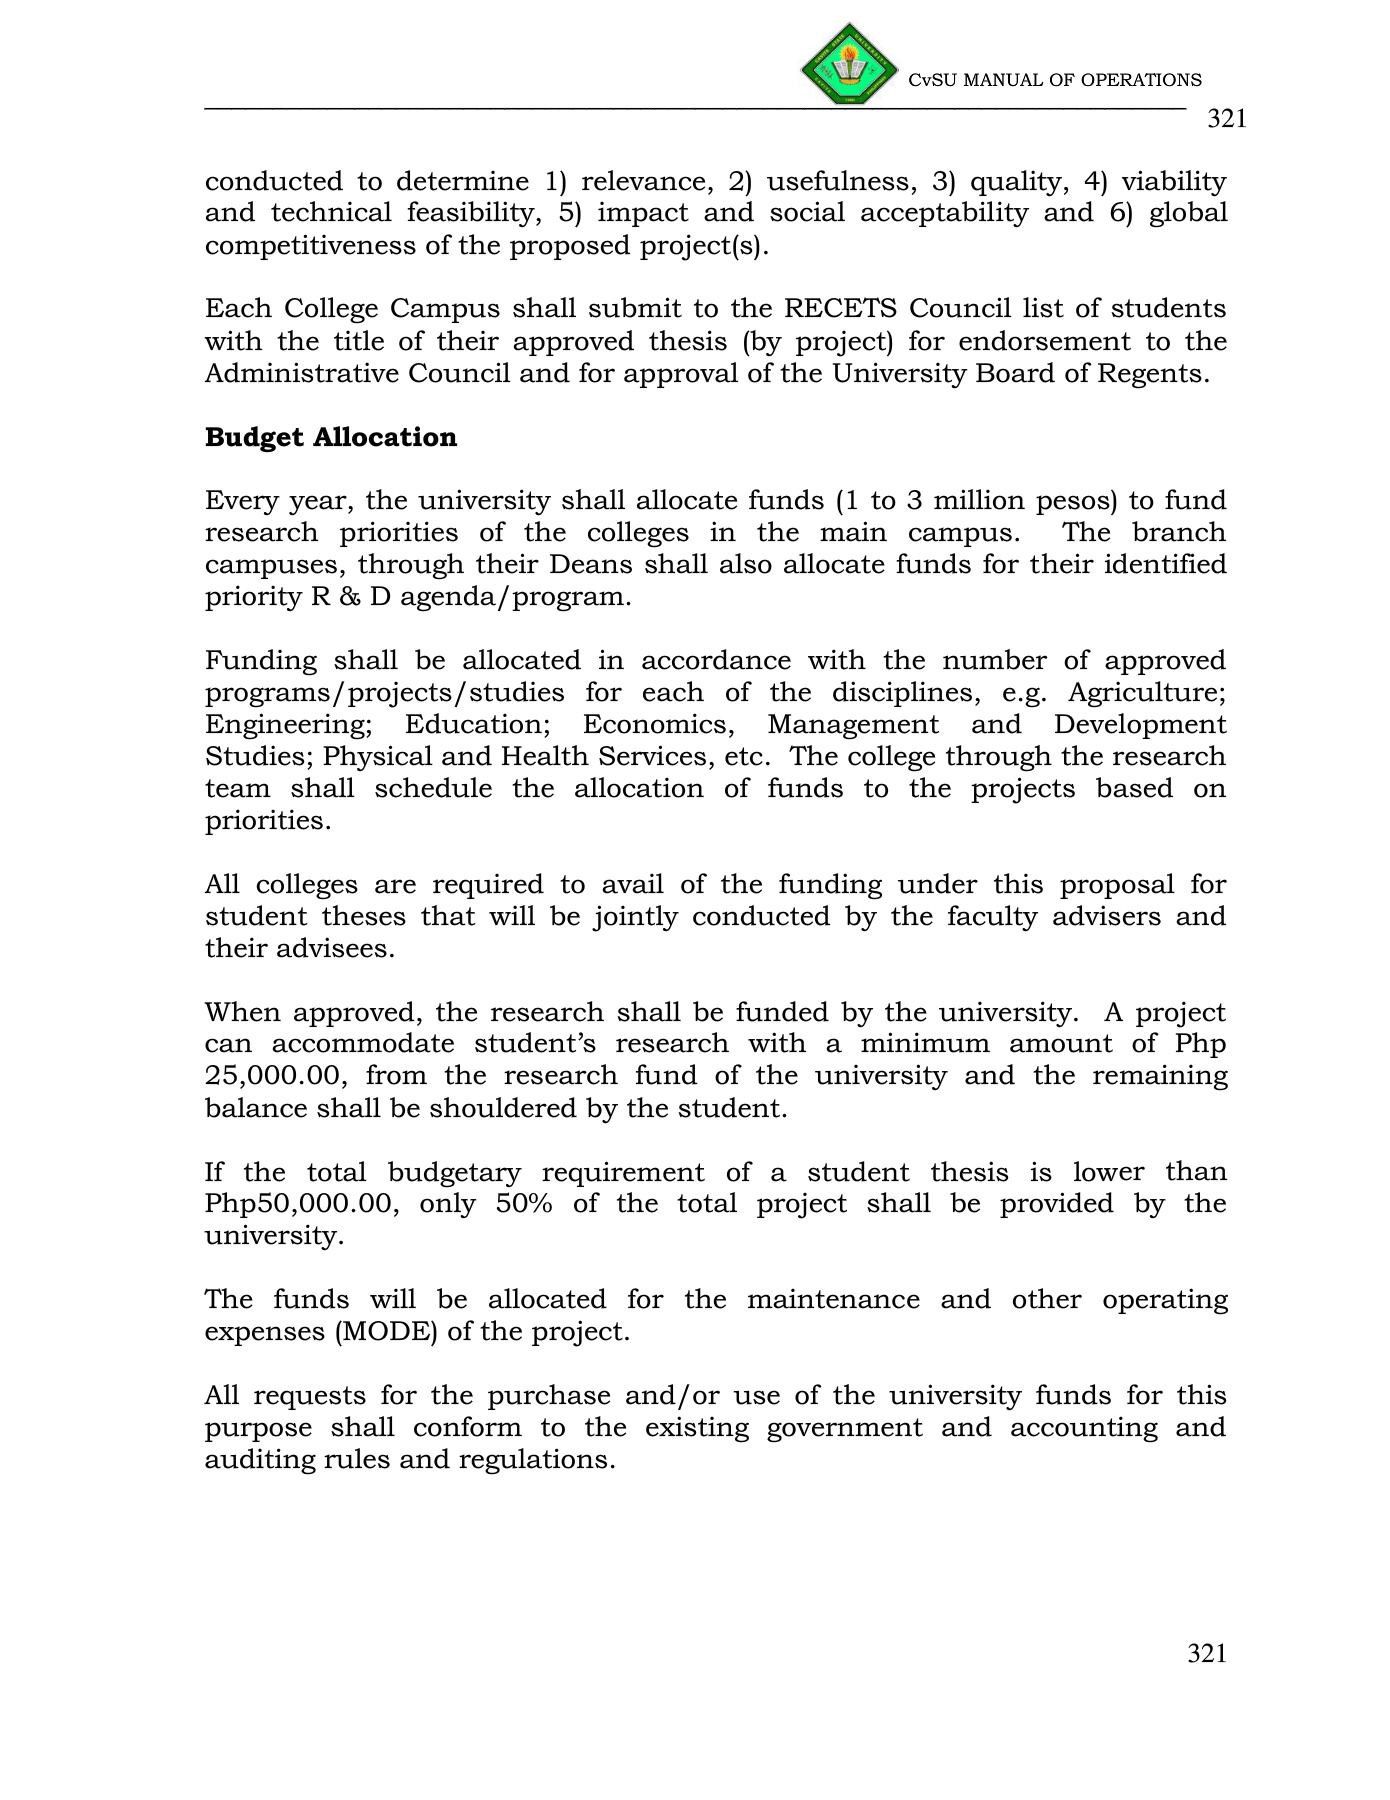 CvSU MANUAL OF OPERATIONS
321
conducted to determine 1) relevance, 2) usefulness, 3) quality, 4) viability
and technical feasibility, 5) impact and social acceptability and 6) global
competitiveness of the proposed project(s).
Each College Campus shall submit to the RECETS Council list of students
with the title of their approved thesis (by project) for endorsement to the
Administrative Council and for approval of the University Board of Regents.
Budget Allocation
Every year, the university shall allocate funds (1 to 3 million pesos) to fund
research priorities of the colleges in the main campus. The branch
campuses, through their Deans shall also allocate funds for their identified
priority R & D agenda/program.
Funding shall be allocated in accordance with the number of approved
programs/projects/studies for each of the disciplines, e.g. Agriculture;
Engineering; Education; Economics, Management and Development
Studies; Physical and Health Services, etc. The college through the research
team shall schedule the allocation of funds to the projects based on
priorities.
All colleges are required to avail of the funding under this proposal for
student theses that will be jointly conducted by the faculty advisers and
their advisees.
When approved, the research shall be funded by the university. A project
can accommodate student’s research with a minimum amount of Php
25,000.00, from the research fund of the university and the remaining
balance shall be shouldered by the student.
If the total budgetary requirement of a student thesis is lower than
Php50,000.00, only 50% of the total project shall be provided by the
university.
The funds will be allocated for the maintenance and other operating
expenses (MODE) of the project.
All requests for the purchase and/or use of the university funds for this
purpose shall conform to the existing government and accounting and
auditing rules and regulations.
321